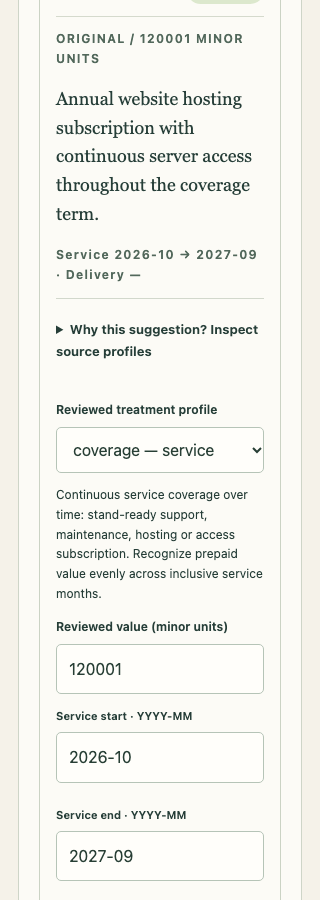 ORIGINAL / 120001 MINOR
UNITS
Annual website hosting
subscription with
continuous server access
throughout the coverage
term.
Service 2026-10 → 2027-09
· Delivery —
▶ Why this suggestion? Inspect
source profiles
Reviewed treatment profile
coverage — service
Continuous service coverage over
time: stand-ready support,
maintenance, hosting or access
subscription. Recognize prepaid
value evenly across inclusive service
months.
Reviewed value (minor units)
120001
Service start · YYYY-MM
2026-10
Service end · YYYY-MM
2027-09